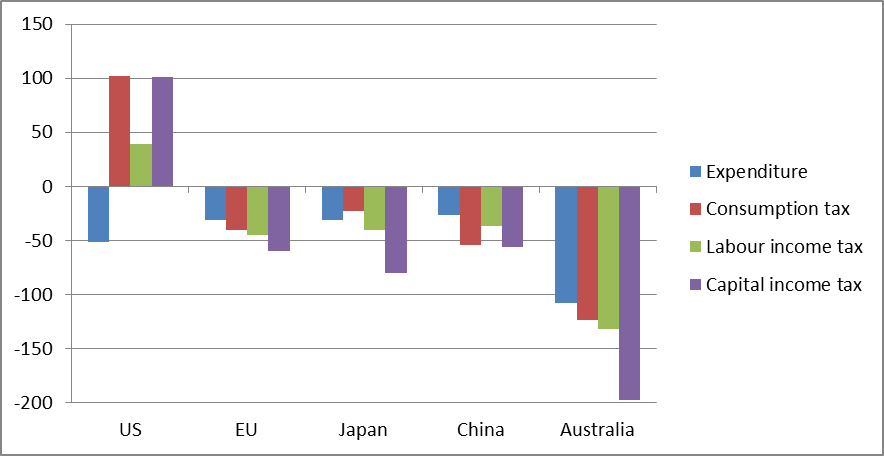 150
100
50
0
-50
-100
-150
-200
US EU Japan China Australia
Expenditure
Consumption tax
Labour income tax
Capital income tax